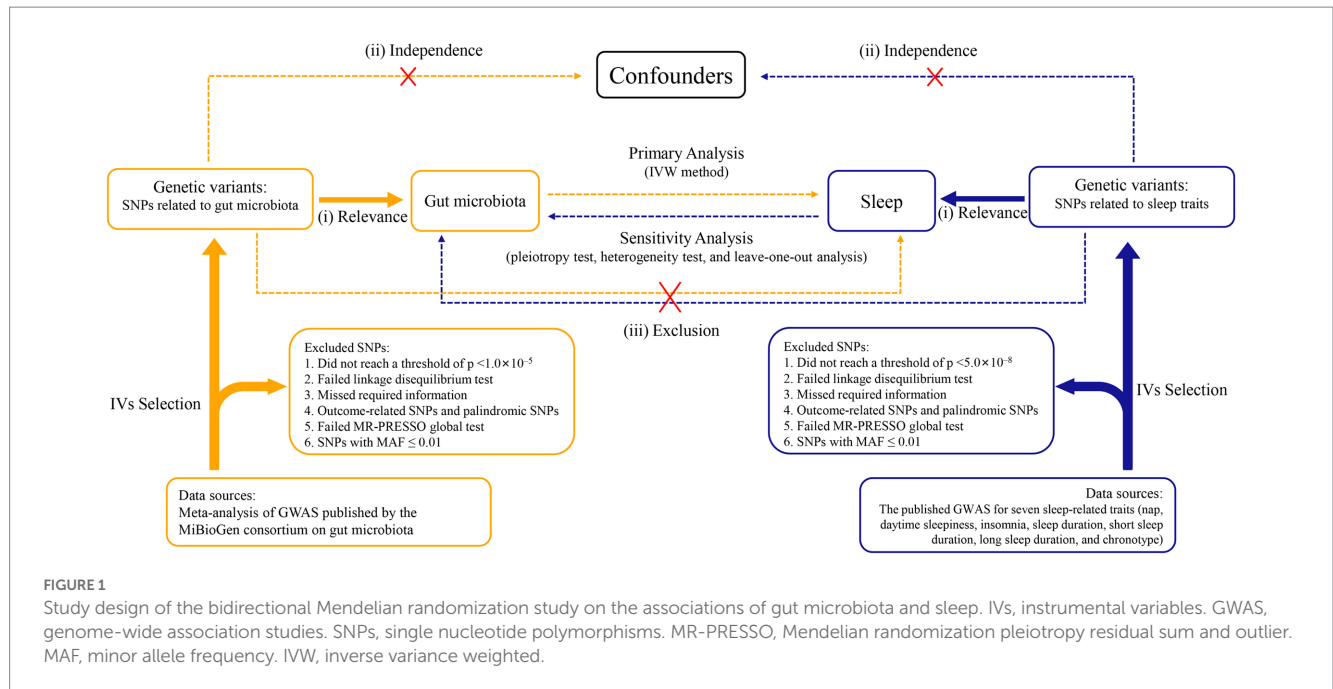 (ii) Independence
(ii) Independence
Confounders
Primary Analysis
(IVW method)
Genetic variants:
SNPs related to gut microbiota
(i) Relevance
Gut microbiota
Sleep
(i) Relevance
Genetic variants:
SNPs related to sleep traits
Sensitivity Analysis
(pleiotropy test, heterogeneity test, and leave-one-out analysis)
(iii) Exclusion
IVs Selection
Excluded SNPs:
1. Did not reach a threshold of p <1.0×10⁻⁵
2. Failed linkage disequilibrium test
3. Missed required information
4. Outcome-related SNPs and palindromic SNPs
5. Failed MR-PRESSO global test
6. SNPs with MAF ≤ 0.01
Excluded SNPs:
1. Did not reach a threshold of p <5.0×10⁻⁸
2. Failed linkage disequilibrium test
3. Missed required information
4. Outcome-related SNPs and palindromic SNPs
5. Failed MR-PRESSO global test
6. SNPs with MAF ≤ 0.01
IVs Selection
Data sources:
Meta-analysis of GWAS published by the
MiBioGen consortium on gut microbiota
Data sources:
The published GWAS for seven sleep-related traits (nap,
daytime sleepiness, insomnia, sleep duration, short sleep
duration, long sleep duration, and chronotype)
FIGURE 1
Study design of the bidirectional Mendelian randomization study on the associations of gut microbiota and sleep. IVs, instrumental variables. GWAS,
genome-wide association studies. SNPs, single nucleotide polymorphisms. MR-PRESSO, Mendelian randomization pleiotropy residual sum and outlier.
MAF, minor allele frequency. IVW, inverse variance weighted.